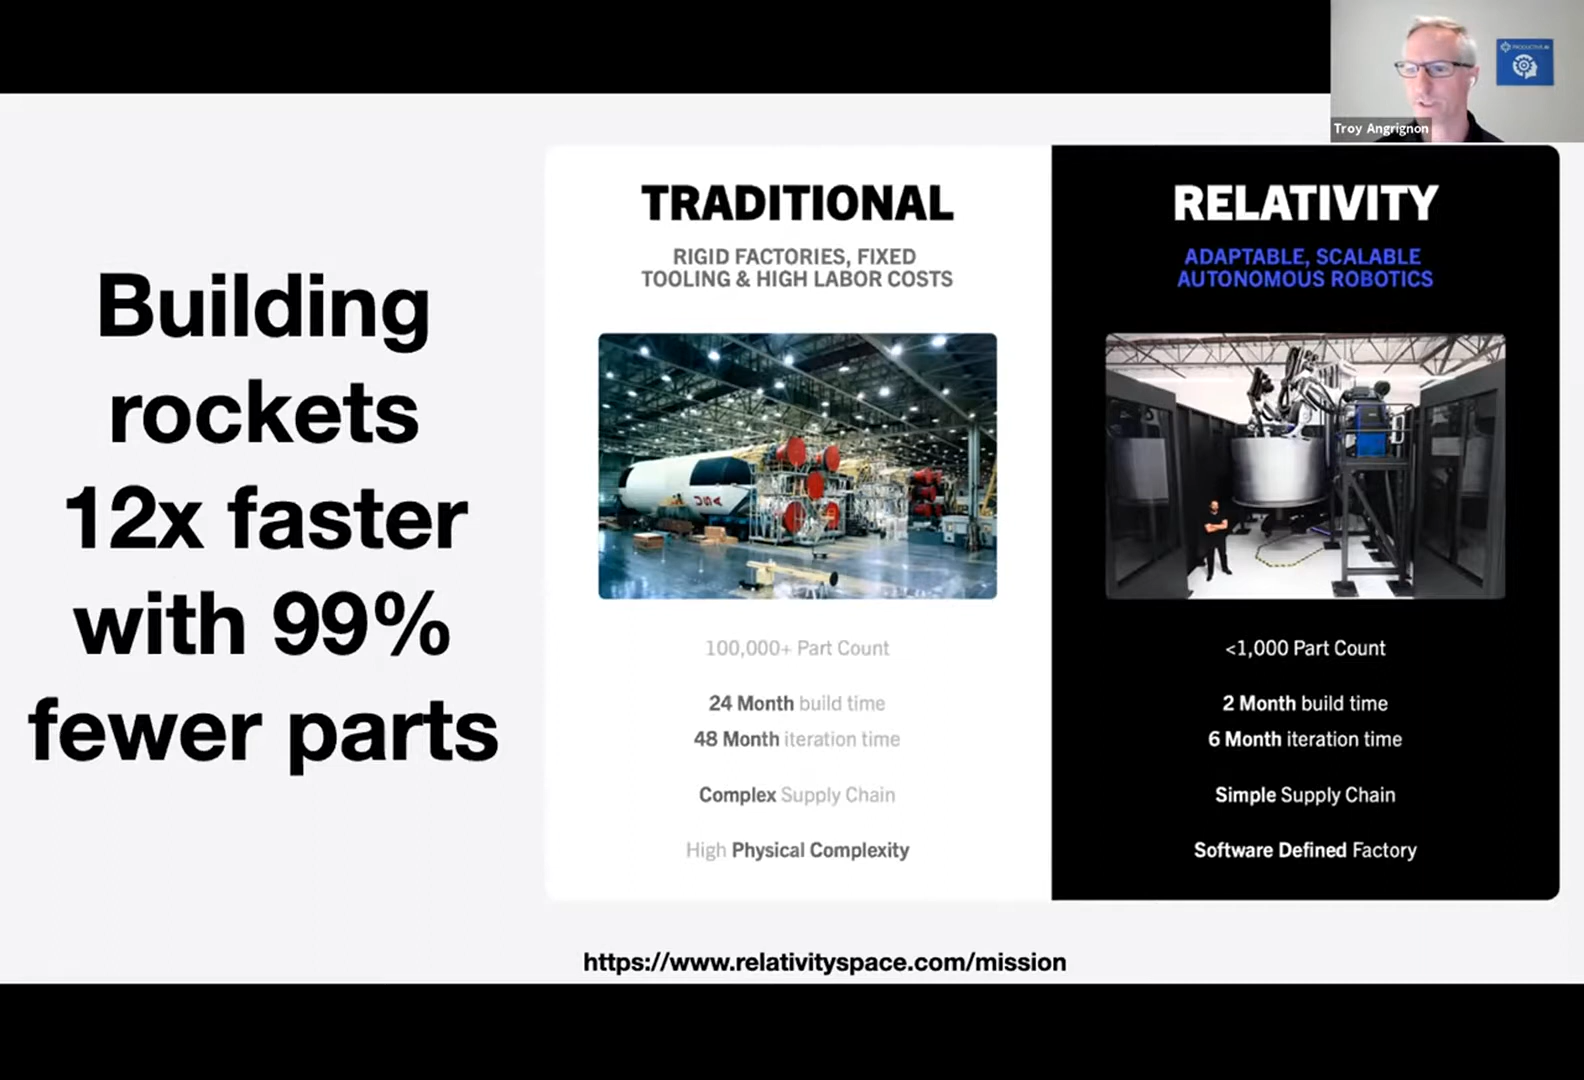 PRODUCTIVE AI
Troy Angrignon
Building
rockets
12x faster
with 99%
fewer parts
TRADITIONAL
RIGID FACTORIES, FIXED
TOOLING & HIGH LABOR COSTS
USA
100,000+ Part Count
24 Month build time
48 Month iteration time
Complex Supply Chain
High Physical Complexity
RELATIVITY
ADAPTABLE, SCALABLE
AUTONOMOUS ROBOTICS
<1,000 Part Count
2 Month build time
6 Month iteration time
Simple Supply Chain
Software Defined Factory
https://www.relativityspace.com/mission